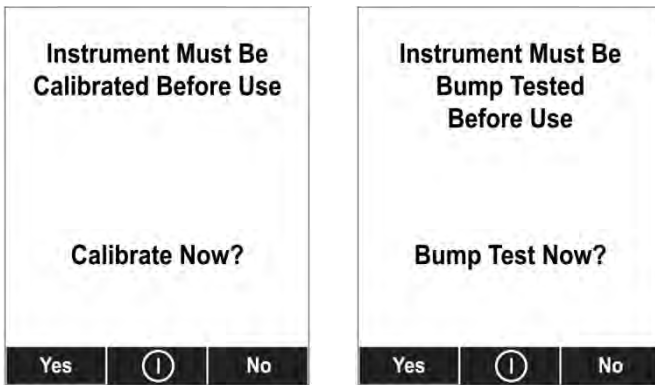 Instrument Must Be
Calibrated Before Use
Calibrate Now?
Yes
No
Instrument Must Be
Bump Tested
Before Use
Bump Test Now?
Yes
No